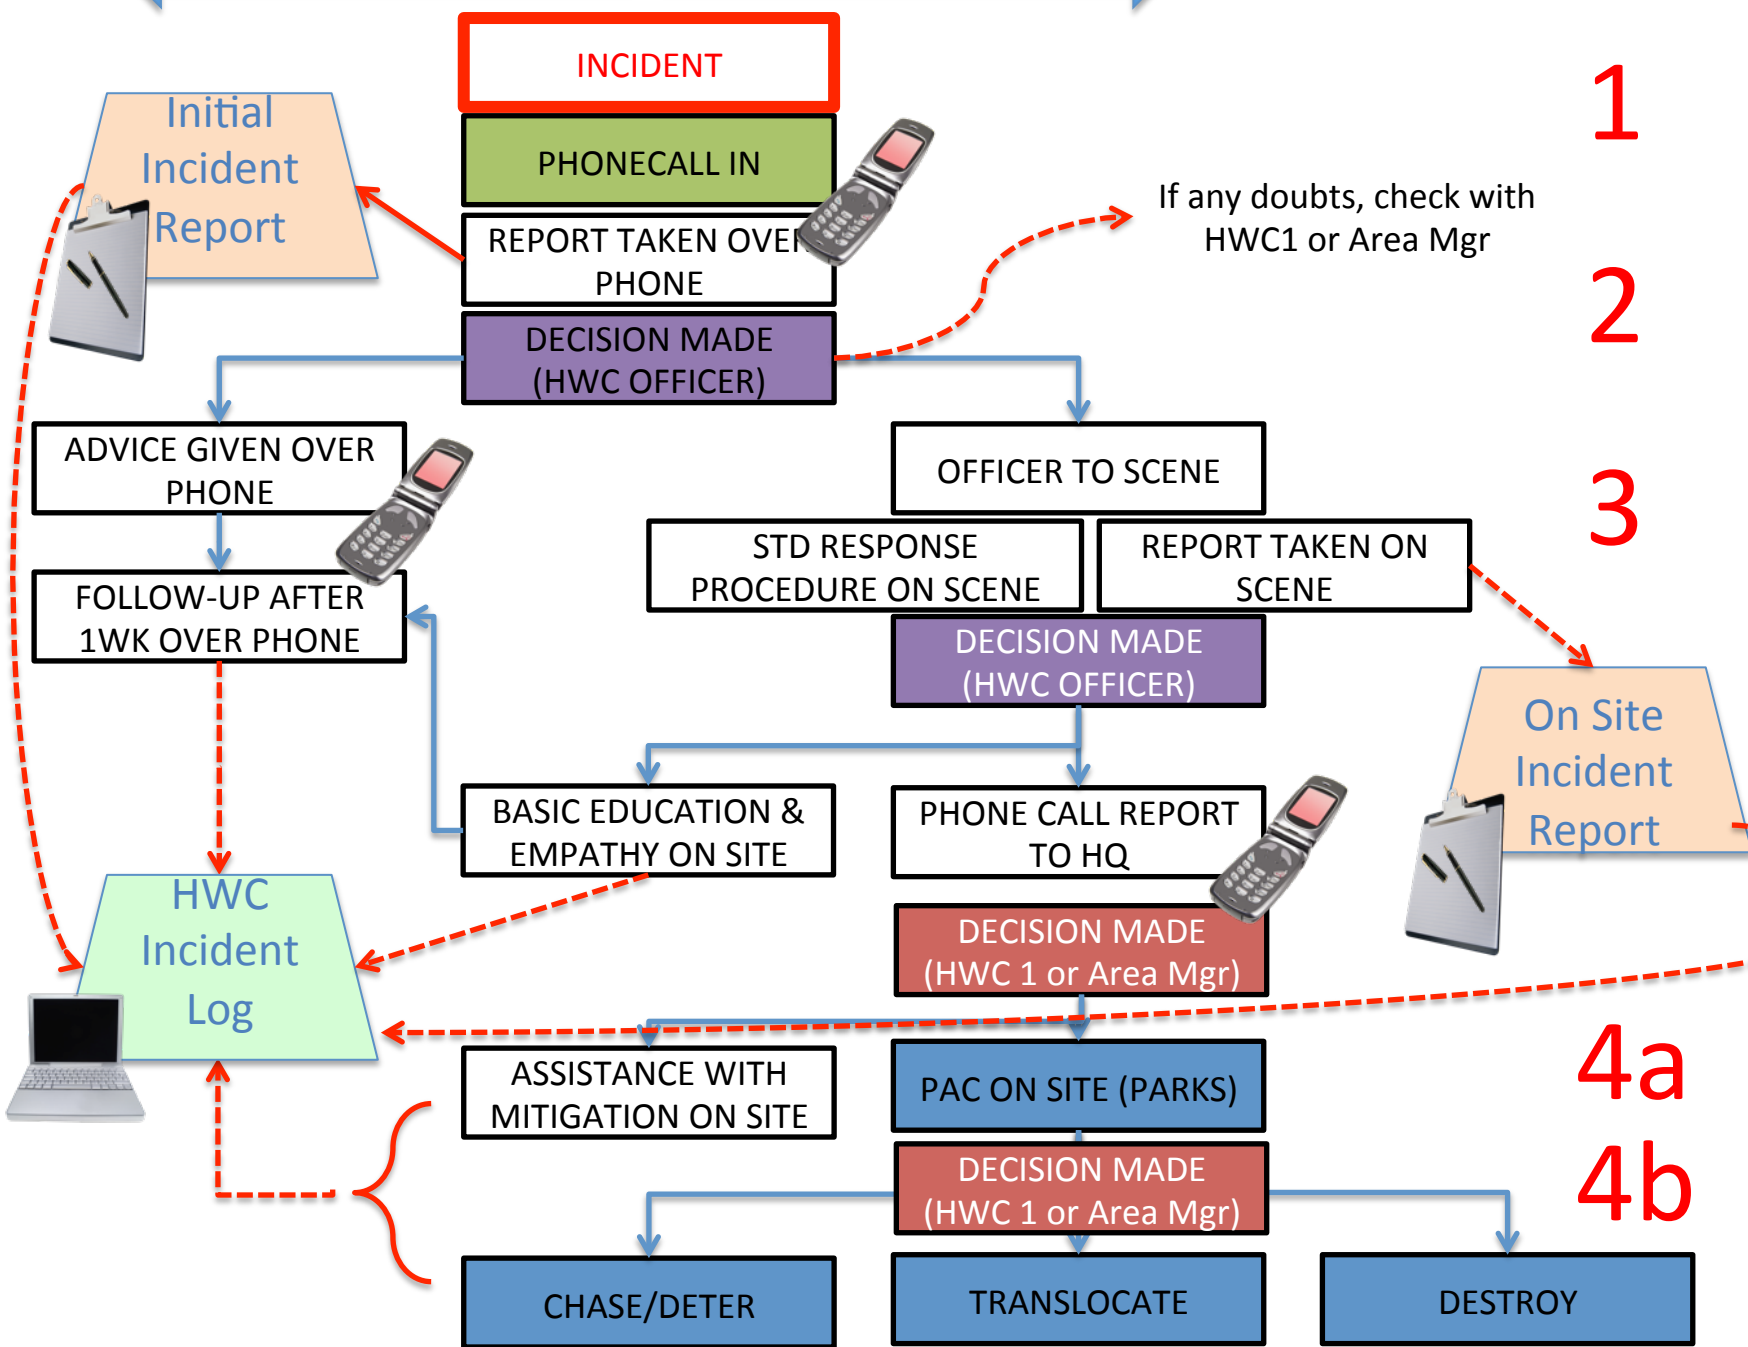 INCIDENT
1
Initial
Incident
Report
PHONECALL IN
If any doubts, check with
HWC1 or Area Mgr
REPORT TAKEN OVER
PHONE
2
DECISION MADE
(HWC OFFICER)
ADVICE GIVEN OVER
PHONE
OFFICER TO SCENE
3
STD RESPONSE
PROCEDURE ON SCENE
REPORT TAKEN ON
SCENE
FOLLOW-UP AFTER
1WK OVER PHONE
DECISION MADE
(HWC OFFICER)
On Site
Incident
Report
BASIC EDUCATION &
EMPATHY ON SITE
PHONE CALL REPORT
TO HQ
HWC
Incident
Log
DECISION MADE
(HWC 1 or Area Mgr)
4a
ASSISTANCE WITH
MITIGATION ON SITE
PAC ON SITE (PARKS)
4b
DECISION MADE
(HWC 1 or Area Mgr)
CHASE/DETER
TRANSLOCATE
DESTROY